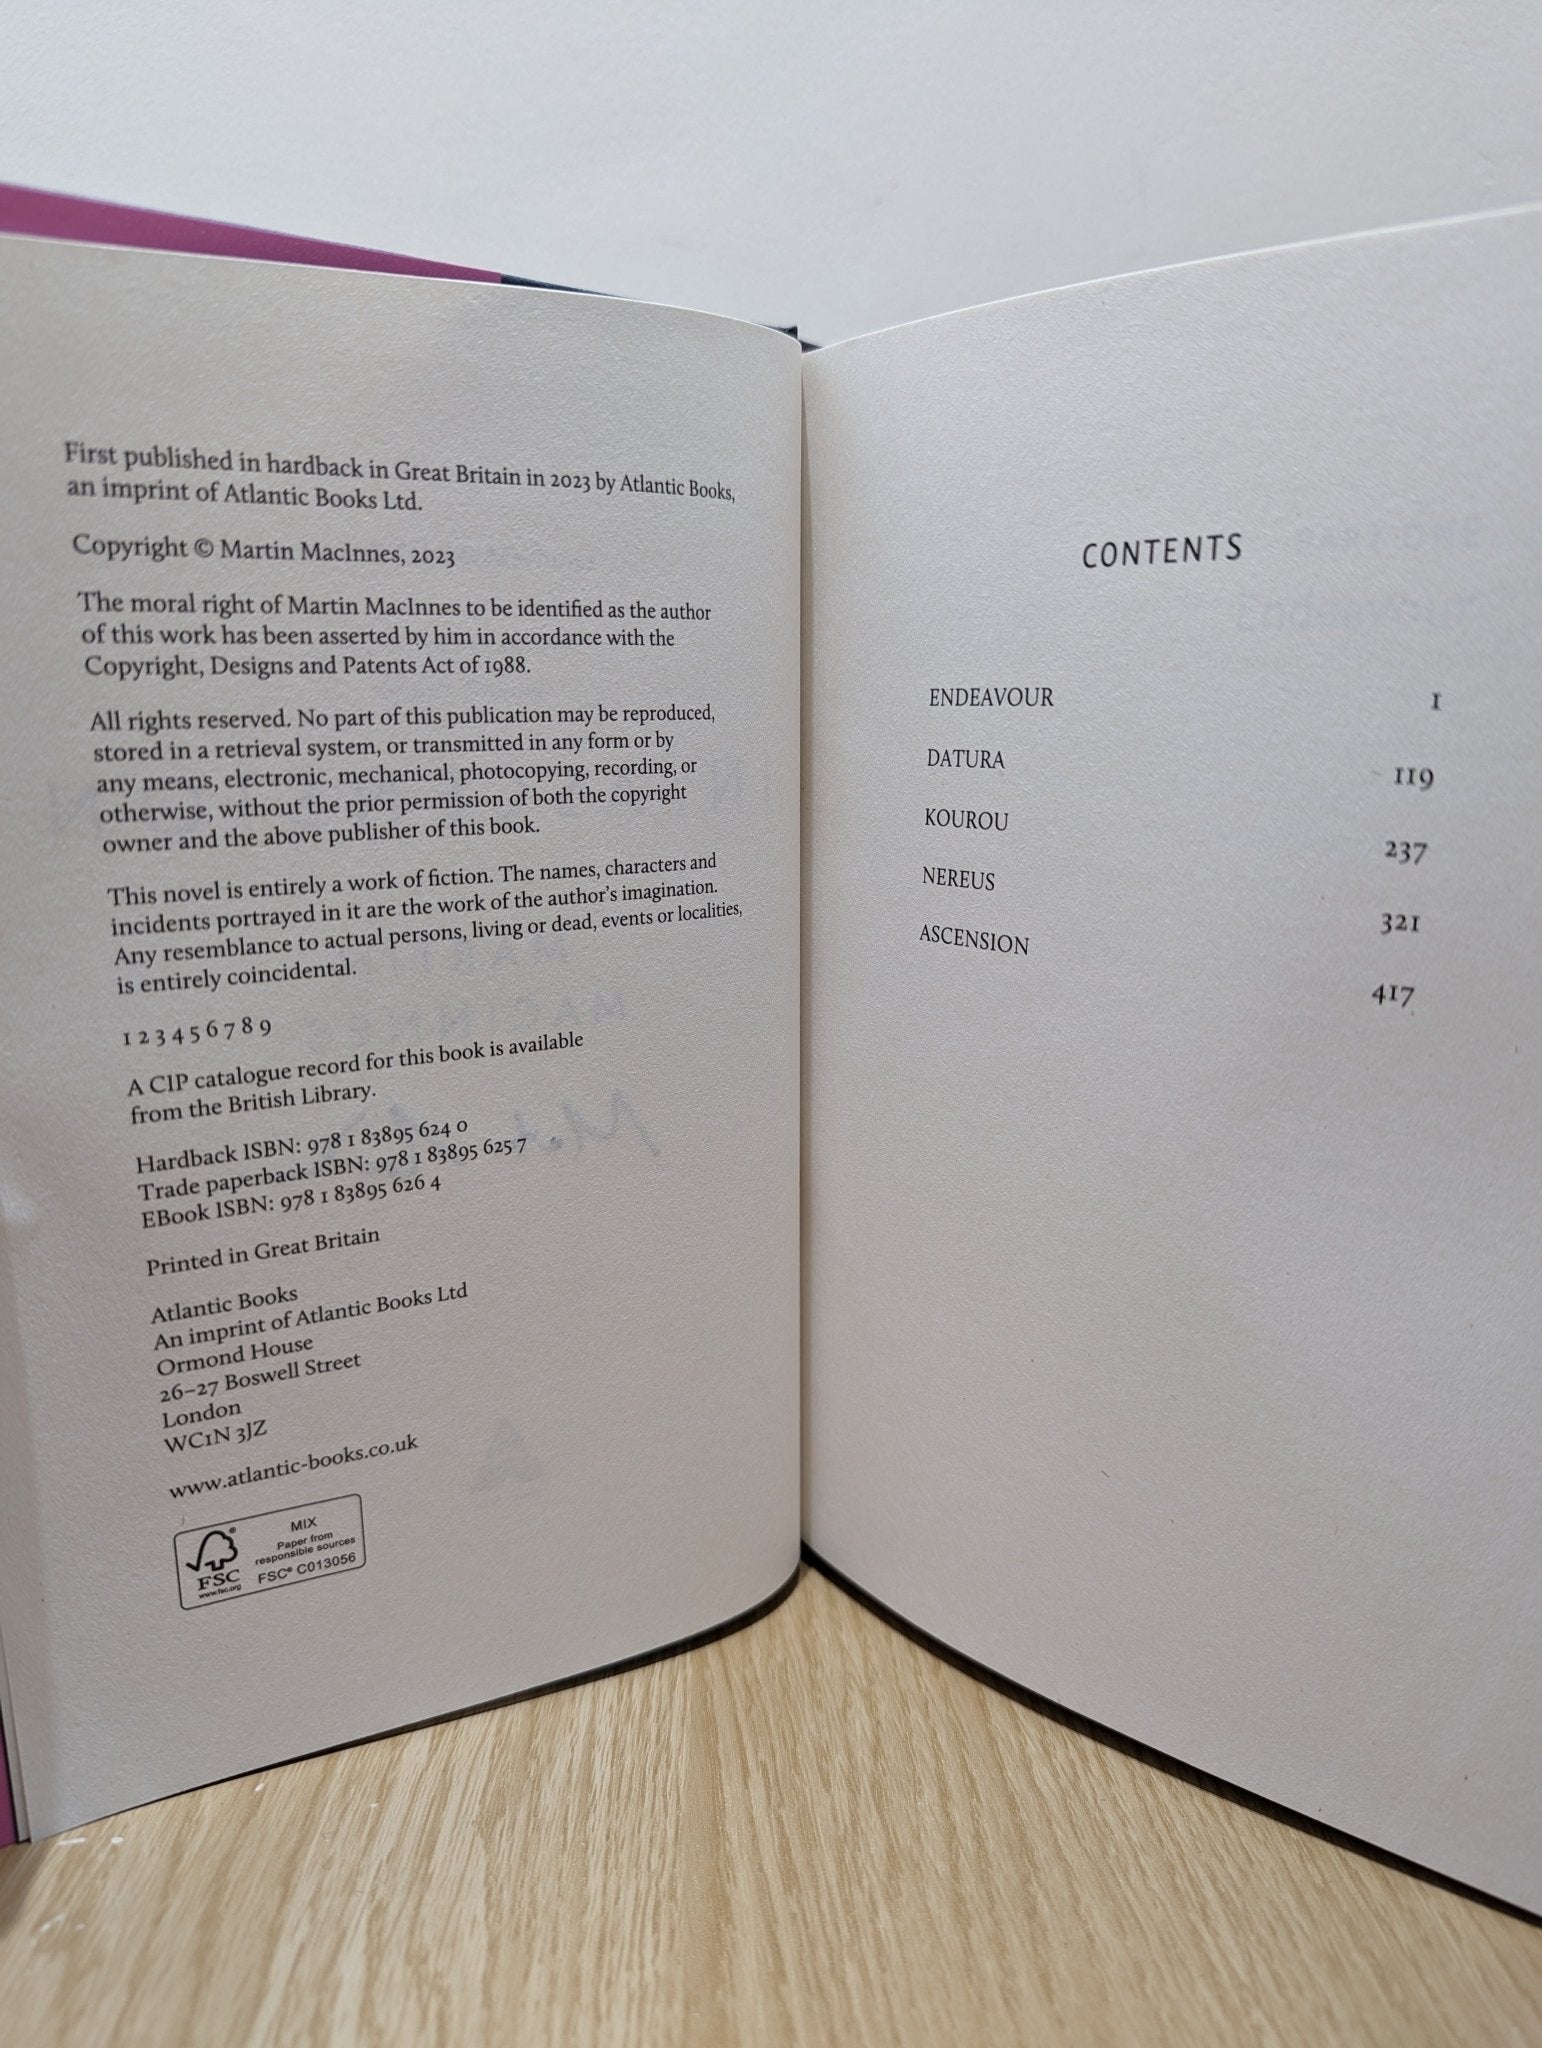 First published in hardback in Great Britain in 2023 by Atlantic Books,
an imprint of Atlantic Books Ltd.
Copyright © Martin MacInnes, 2023
The moral right of Martin MacInnes to be identified as the author
of this work has been asserted by him in accordance with the
Copyright, Designs and Patents Act of 1988.
All rights reserved. No part of this publication may be reproduced,
stored in a retrieval system, or transmitted in any form or by
any means, electronic, mechanical, photocopying, recording, or
otherwise, without the prior permission of both the copyright
owner and the above publisher of this book.
This novel is entirely a work of fiction. The names, characters and
incidents portrayed in it are the work of the author's imagination.
Any resemblance to actual persons, living or dead, events or localities,
is entirely coincidental.
1 2 3 4 5 6 7 8 9
A CIP catalogue record for this book is available
from the British Library.
Hardback ISBN: 978 1 83895 624 0
Trade paperback ISBN: 978 1 83895 625 7
EBook ISBN: 978 1 83895 626 4
Printed in Great Britain
Atlantic Books
An imprint of Atlantic Books Ltd
Ormond House
26–27 Boswell Street
London
WC1N 3JZ
www.atlantic-books.co.uk
FSC
www.fsc.org
MIX
Paper from
responsible sources
FSC® C013056
CONTENTS
ENDEAVOUR 1
DATURA 119
KOUROU 237
NEREUS 321
ASCENSION 417